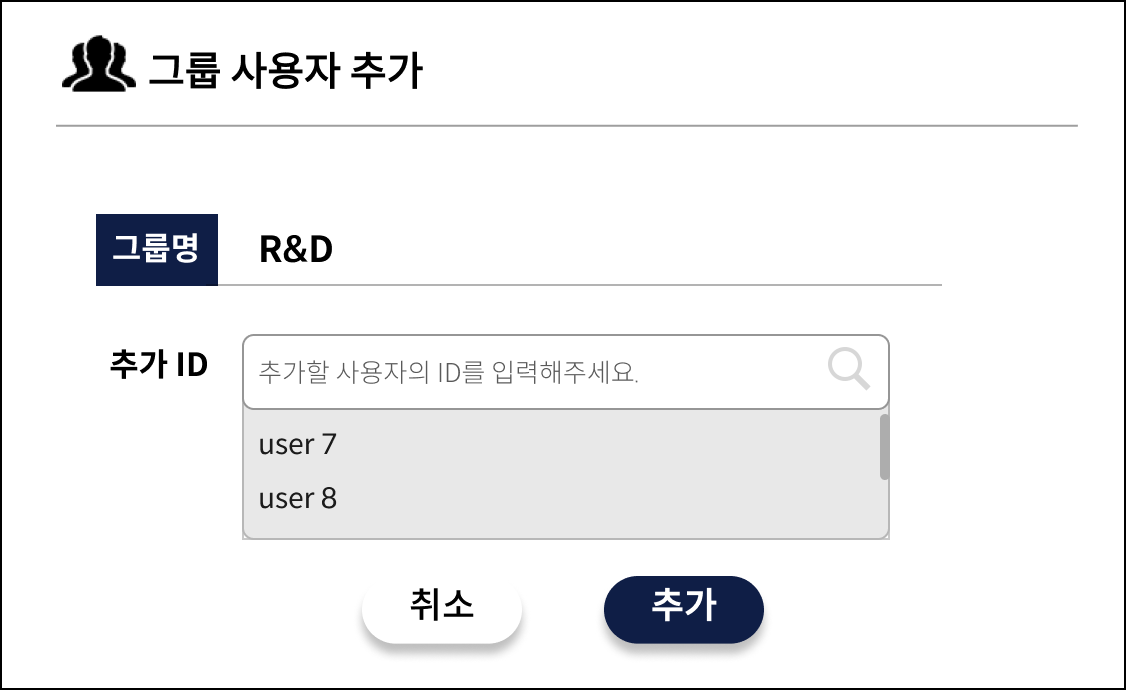 그룹 사용자 추가
그룹명 R&D
추가 ID 추가할 사용자의 ID를 입력해주세요.
user 7
user 8
취소 추가